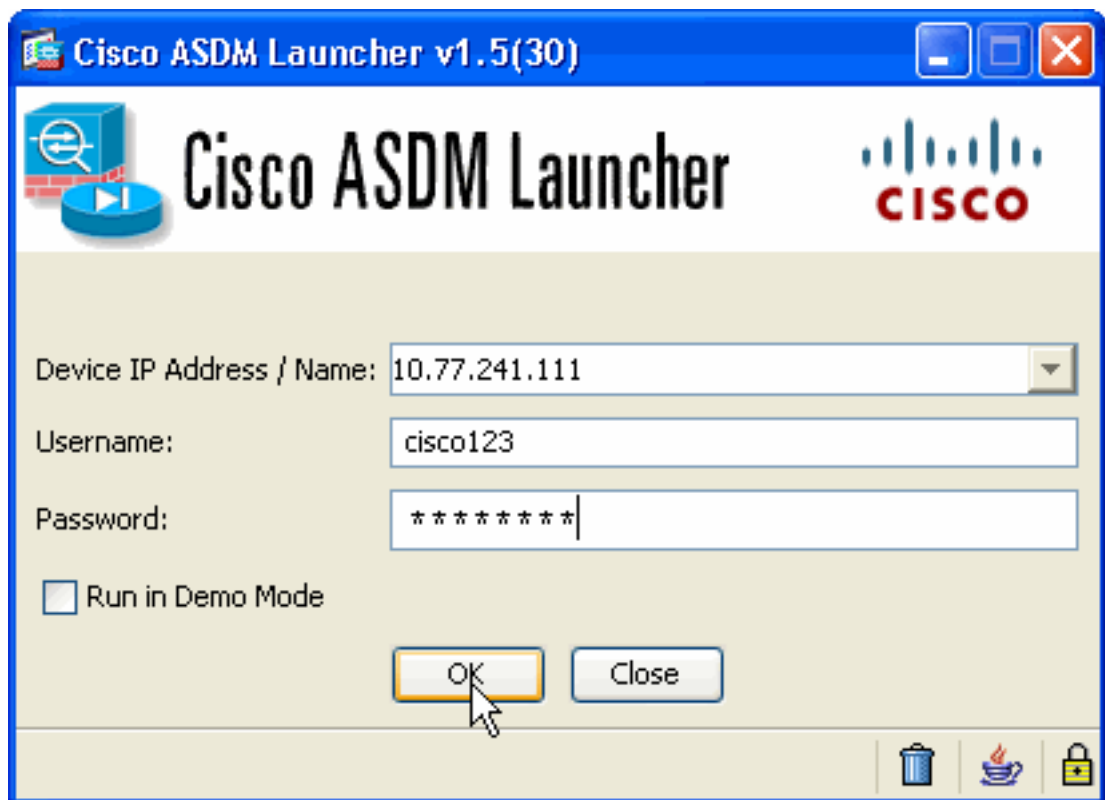 Cisco ASDM Launcher v1.5(30)
Cisco ASDM Launcher
CISCO
Device IP Address / Name: 10.77.241.111
Username: cisco123
Password: ********
Run in Demo Mode
OK Close